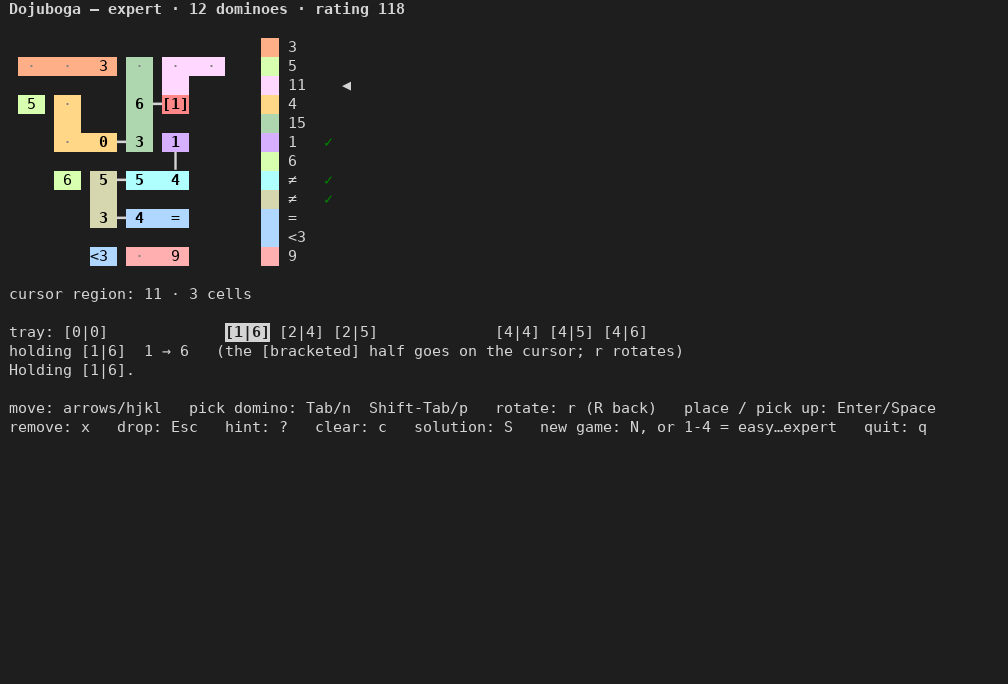 Dojuboga — expert · 12 dominoes · rating 118
3
· · 3 · · · 5
11 ◀
5 · 6 [1] 4
15
· 0 3 1 1 ✓
6
6 5 5 4 ≠ ✓
≠ ✓
3 4 = =
<3
<3 · 9 9
cursor region: 11 · 3 cells
tray: [0|0] [1|6] [2|4] [2|5] [4|4] [4|5] [4|6]
holding [1|6] 1 → 6 (the [bracketed] half goes on the cursor; r rotates)
Holding [1|6].
move: arrows/hjkl pick domino: Tab/n Shift-Tab/p rotate: r (R back) place / pick up: Enter/Space
remove: x drop: Esc hint: ? clear: c solution: S new game: N, or 1-4 = easy…expert quit: q